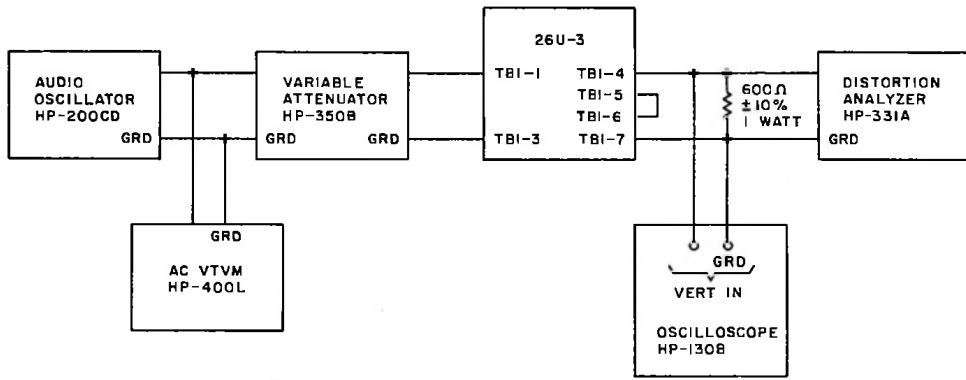 AUDIO
OSCILLATOR
HP-200CD
GRD
VARIABLE
ATTENUATOR
HP-350B
GRD
GRD
26U-3
TB1-1
TB1-3
TB1-4
TB1-5
TB1-6
TB1-7
600Ω
±10%
1 WATT
DISTORTION
ANALYZER
HP-331A
GRD
GRD
AC VTVM
HP-400L
GRD
VERT IN
OSCILLOSCOPE
HP-130B